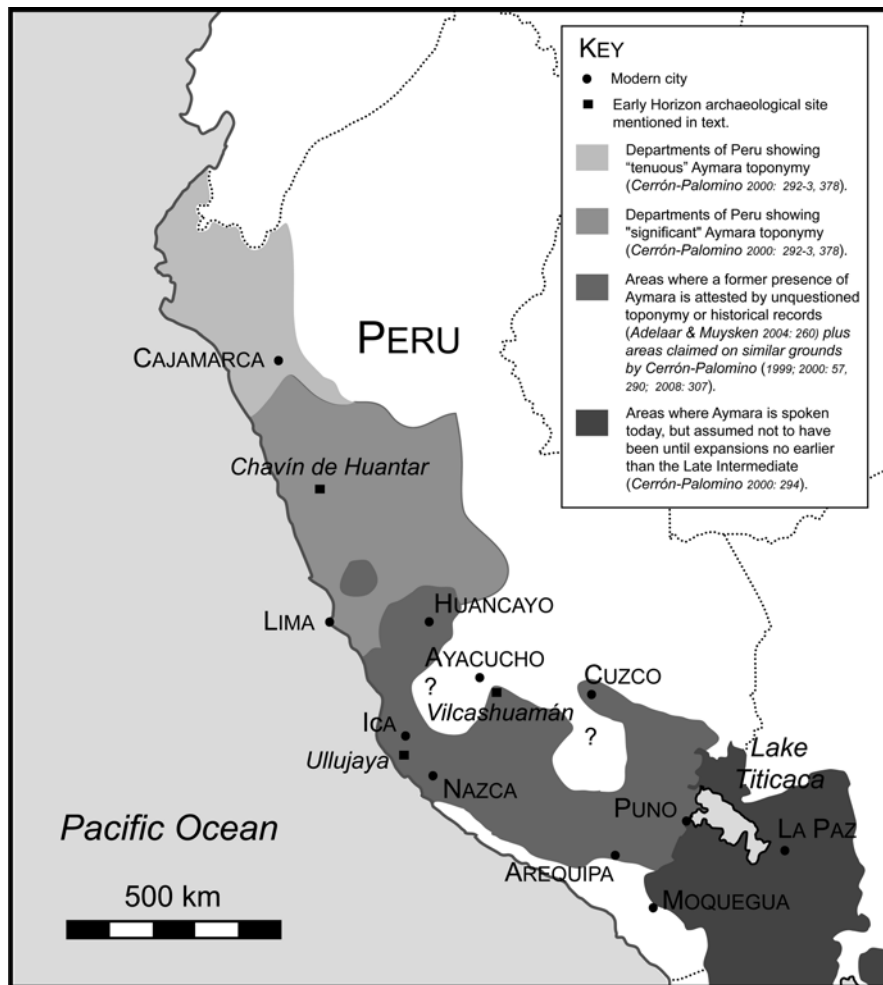 KEY
Modern city
Early Horizon archaeological site
mentioned in text.
Departments of Peru showing
“tenuous” Aymara toponymy
(Cerrón-Palomino 2000: 292-3, 378).
Departments of Peru showing
"significant" Aymara toponymy
(Cerrón-Palomino 2000: 292-3, 378).
Areas where a former presence of
Aymara is attested by unquestioned
toponymy or historical records
(Adelaar & Muysken 2004: 260) plus
areas claimed on similar grounds
by Cerrón-Palomino (1999; 2000: 57,
290; 2008: 307).
Areas where Aymara is spoken
today, but assumed not to have
been until expansions no earlier
than the Late Intermediate
(Cerrón-Palomino 2000: 294).
PERU
CAJAMARCA
Chavín de Huantar
LIMA
HUANCAYO
AYACUCHO
?
CUZCO
Vilcashuamán
ICA
?
Ullujaya
Lake
Titicaca
NAZCA
PUNO
LA PAZ
Pacific Ocean
AREQUIPA
500 km
MOQUEGUA